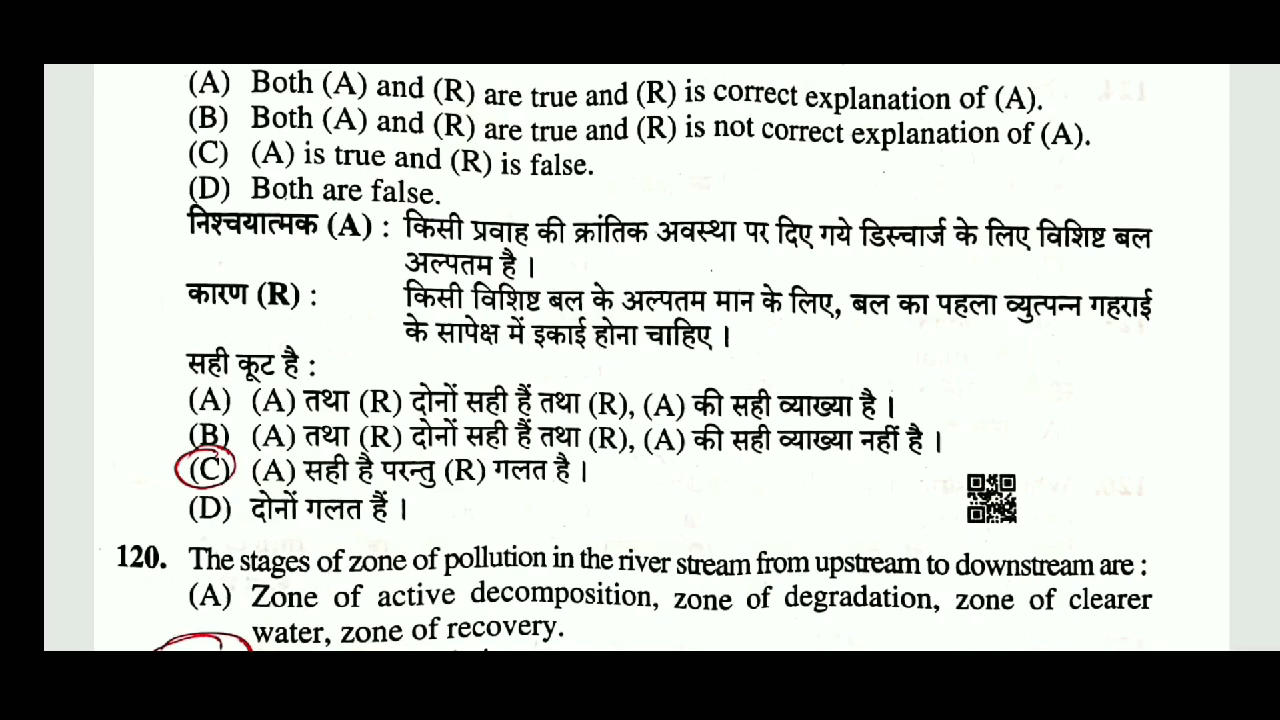 (A) Both (A) and (R) are true and (R) is correct explanation of (A).
(B) Both (A) and (R) are true and (R) is not correct explanation of (A).
(C) (A) is true and (R) is false.
(D) Both are false.
निश्चयात्मक (A) : किसी प्रवाह की क्रांतिक अवस्था पर दिए गये डिस्चार्ज के लिए विशिष्ट बल
अल्पतम है ।
कारण (R) : किसी विशिष्ट बल के अल्पतम मान के लिए, बल का पहला व्युत्पन्न गहराई
के सापेक्ष में इकाई होना चाहिए ।
सही कूट है :
(A) (A) तथा (R) दोनों सही हैं तथा (R), (A) की सही व्याख्या है ।
(B) (A) तथा (R) दोनों सही हैं तथा (R), (A) की सही व्याख्या नहीं है ।
(C) (A) सही है परन्तु (R) गलत है ।
(D) दोनों गलत हैं ।
120. The stages of zone of pollution in the river stream from upstream to downstream are :
(A) Zone of active decomposition, zone of degradation, zone of clearer
water, zone of recovery.